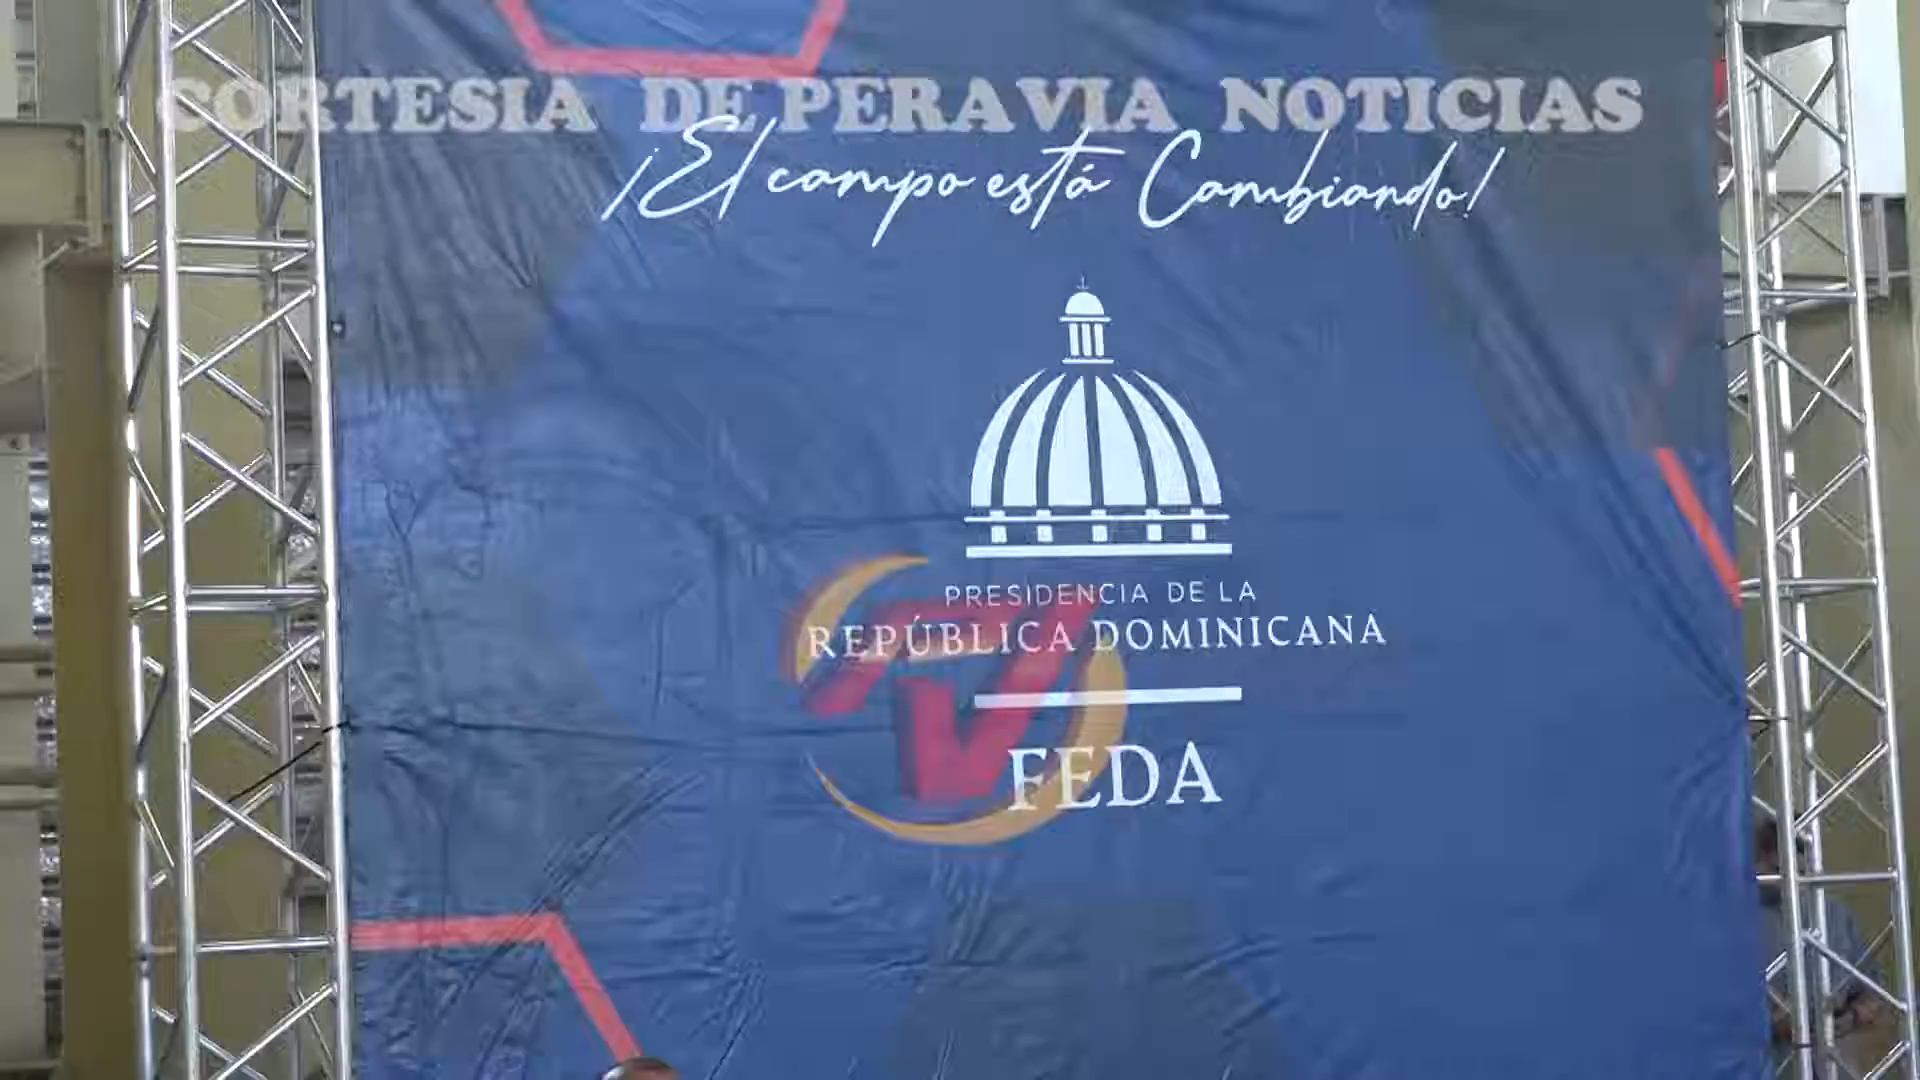 CORTESIA DE PERAVIA NOTICIAS
¡El campo está Cambiando!
PRESIDENCIA DE LA
REPÚBLICA DOMINICANA
FEDA